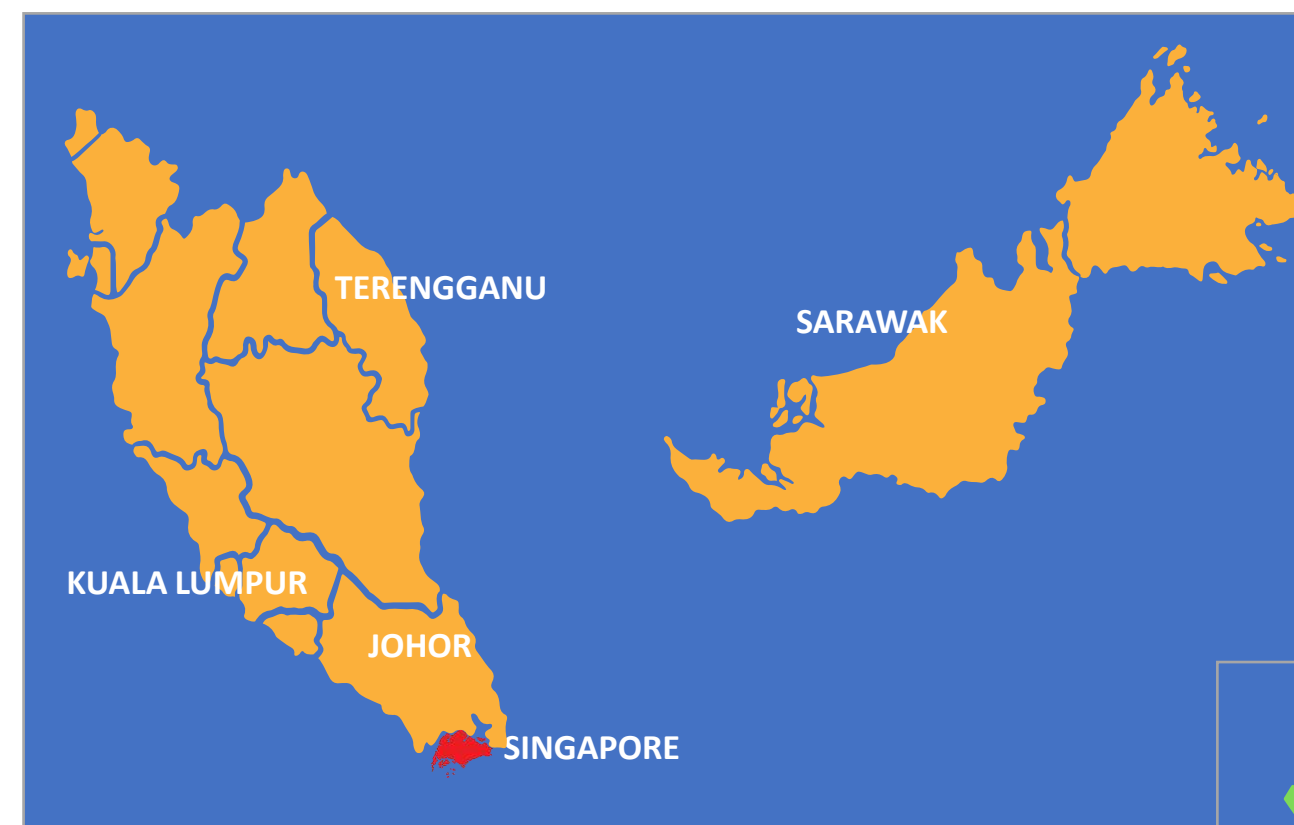 TERENGGANU
SARAWAK
KUALA LUMPUR
JOHOR
SINGAPORE